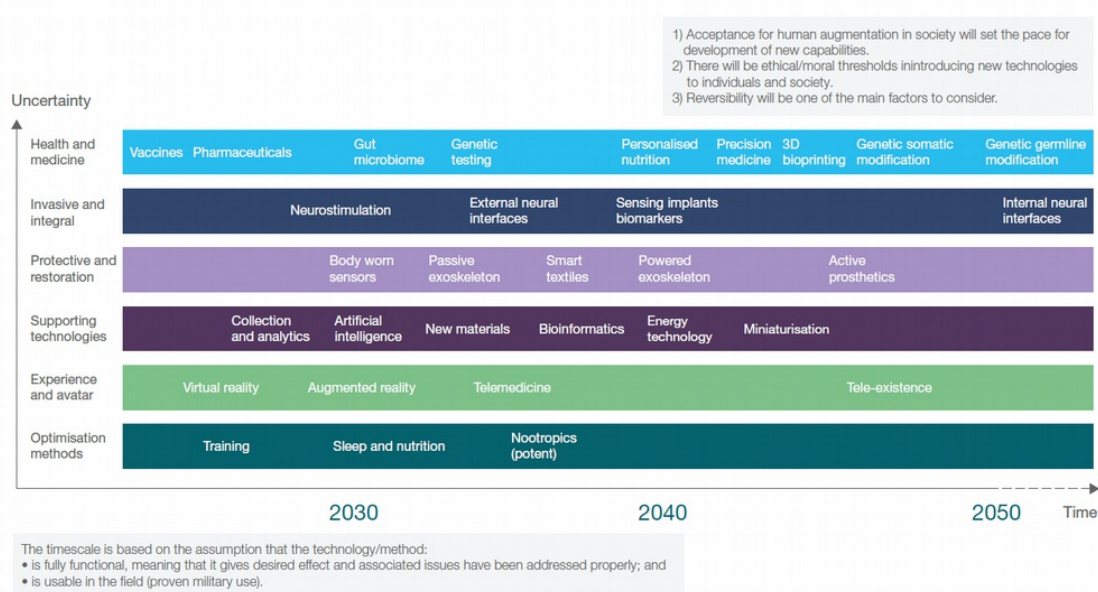 1) Acceptance for human augmentation in society will set the pace for
development of new capabilities.
2) There will be ethical/moral thresholds inintroducing new technologies
to individuals and society.
3) Reversibility will be one of the main factors to consider.
Uncertainty
Health and
medicine
Vaccines
Pharmaceuticals
Gut
microbiome
Genetic
testing
Personalised
nutrition
Precision
medicine
3D
bioprinting
Genetic somatic
modification
Genetic germline
modification
Invasive and
integral
Neurostimulation
External neural
interfaces
Sensing implants
biomarkers
Internal neural
interfaces
Protective and
restoration
Body worn
sensors
Passive
exoskeleton
Smart
textiles
Powered
exoskeleton
Active
prosthetics
Supporting
technologies
Collection
and analytics
Artificial
intelligence
New materials
Bioinformatics
Energy
technology
Miniaturisation
Experience
and avatar
Virtual reality
Augmented reality
Telemedicine
Tele-existence
Optimisation
methods
Training
Sleep and nutrition
Nootropics
(potent)
2030
2040
2050
Time
The timescale is based on the assumption that the technology/method:
• is fully functional, meaning that it gives desired effect and associated issues have been addressed properly; and
• is usable in the field (proven military use).